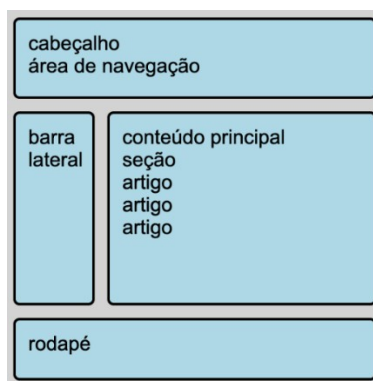 cabeçalho
área de navegação
barra
lateral
conteúdo principal
seção
artigo
artigo
artigo
rodapé